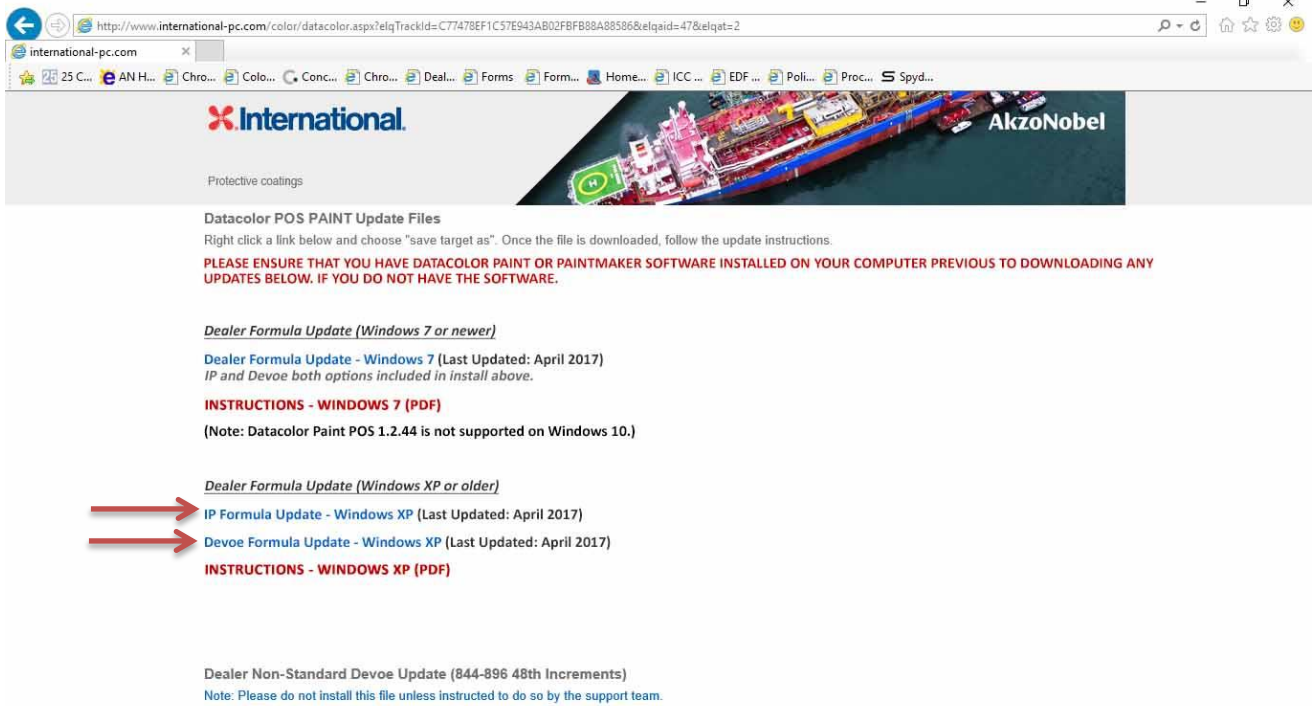 http://www.international-pc.com/color/datacolor.aspx?elqTrackId=C77478EF1C57E943AB02FBFB88A88586&elqaid=47&elqat=2
international-pc.com
25 C... AN H... Chro... Colo... Conc... Chro... Deal... Forms Form... Home... ICC ... EDF ... Poli... Proc... Spyd...
International.
AkzoNobel
H
Protective coatings
Datacolor POS PAINT Update Files
Right click a link below and choose "save target as". Once the file is downloaded, follow the update instructions.
PLEASE ENSURE THAT YOU HAVE DATACOLOR PAINT OR PAINTMAKER SOFTWARE INSTALLED ON YOUR COMPUTER PREVIOUS TO DOWNLOADING ANY
UPDATES BELOW. IF YOU DO NOT HAVE THE SOFTWARE.
Dealer Formula Update (Windows 7 or newer)
Dealer Formula Update - Windows 7 (Last Updated: April 2017)
IP and Devoe both options included in install above.
INSTRUCTIONS - WINDOWS 7 (PDF)
(Note: Datacolor Paint POS 1.2.44 is not supported on Windows 10.)
Dealer Formula Update (Windows XP or older)
IP Formula Update - Windows XP (Last Updated: April 2017)
Devoe Formula Update - Windows XP (Last Updated: April 2017)
INSTRUCTIONS - WINDOWS XP (PDF)
Dealer Non-Standard Devoe Update (844-896 48th Increments)
Note: Please do not install this file unless instructed to do so by the support team.